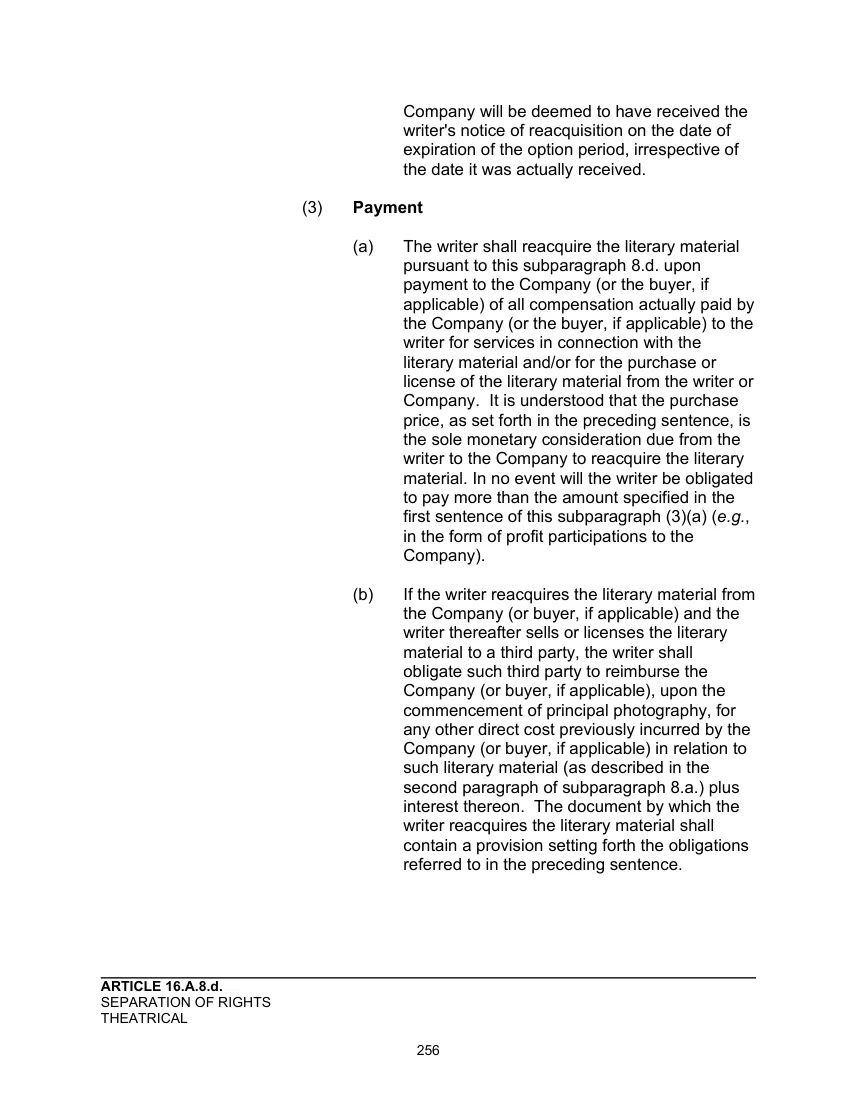 Company will be deemed to have received the
writer's notice of reacquisition on the date of
expiration of the option period, irrespective of
the date it was actually received.
(3) Payment
(a) The writer shall reacquire the literary material
pursuant to this subparagraph 8.d. upon
payment to the Company (or the buyer, if
applicable) of all compensation actually paid by
the Company (or the buyer, if applicable) to the
writer for services in connection with the
literary material and/or for the purchase or
license of the literary material from the writer or
Company.  It is understood that the purchase
price, as set forth in the preceding sentence, is
the sole monetary consideration due from the
writer to the Company to reacquire the literary
material. In no event will the writer be obligated
to pay more than the amount specified in the
first sentence of this subparagraph (3)(a) (e.g.,
in the form of profit participations to the
Company).
(b) If the writer reacquires the literary material from
the Company (or buyer, if applicable) and the
writer thereafter sells or licenses the literary
material to a third party, the writer shall
obligate such third party to reimburse the
Company (or buyer, if applicable), upon the
commencement of principal photography, for
any other direct cost previously incurred by the
Company (or buyer, if applicable) in relation to
such literary material (as described in the
second paragraph of subparagraph 8.a.) plus
interest thereon.  The document by which the
writer reacquires the literary material shall
contain a provision setting forth the obligations
referred to in the preceding sentence.
ARTICLE 16.A.8.d.
SEPARATION OF RIGHTS
THEATRICAL
256